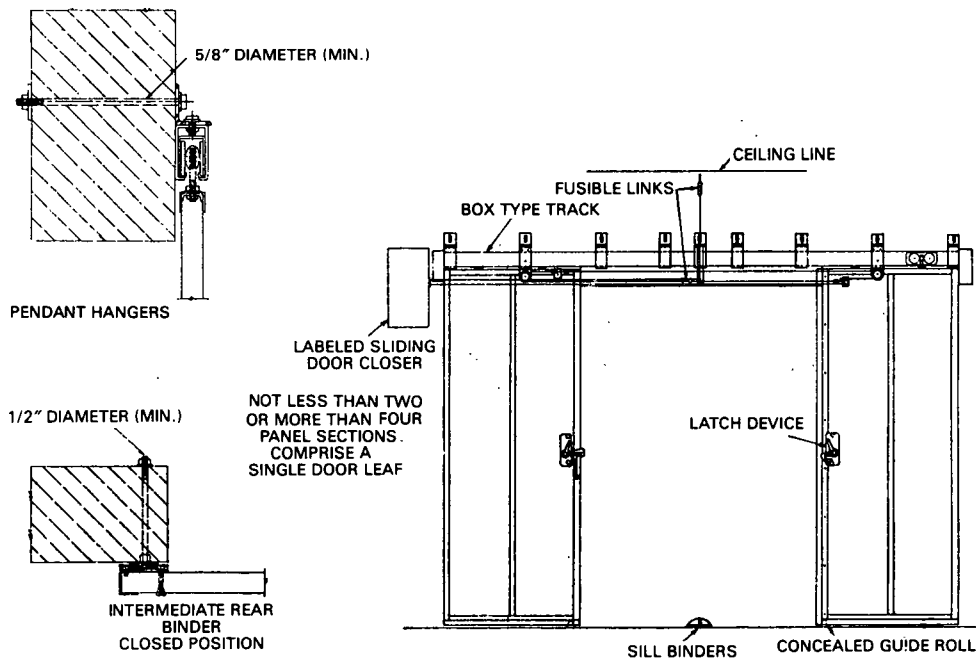 5/8″ DIAMETER (MIN.)
PENDANT HANGERS
CEILING LINE
FUSIBLE LINKS
BOX TYPE TRACK
LABELED SLIDING
DOOR CLOSER
NOT LESS THAN TWO
OR MORE THAN FOUR
PANEL SECTIONS.
COMPRISE A
SINGLE DOOR LEAF
LATCH DEVICE
1/2″ DIAMETER (MIN.)
INTERMEDIATE REAR
BINDER
CLOSED POSITION
SILL BINDERS
CONCEALED GUIDE ROLL